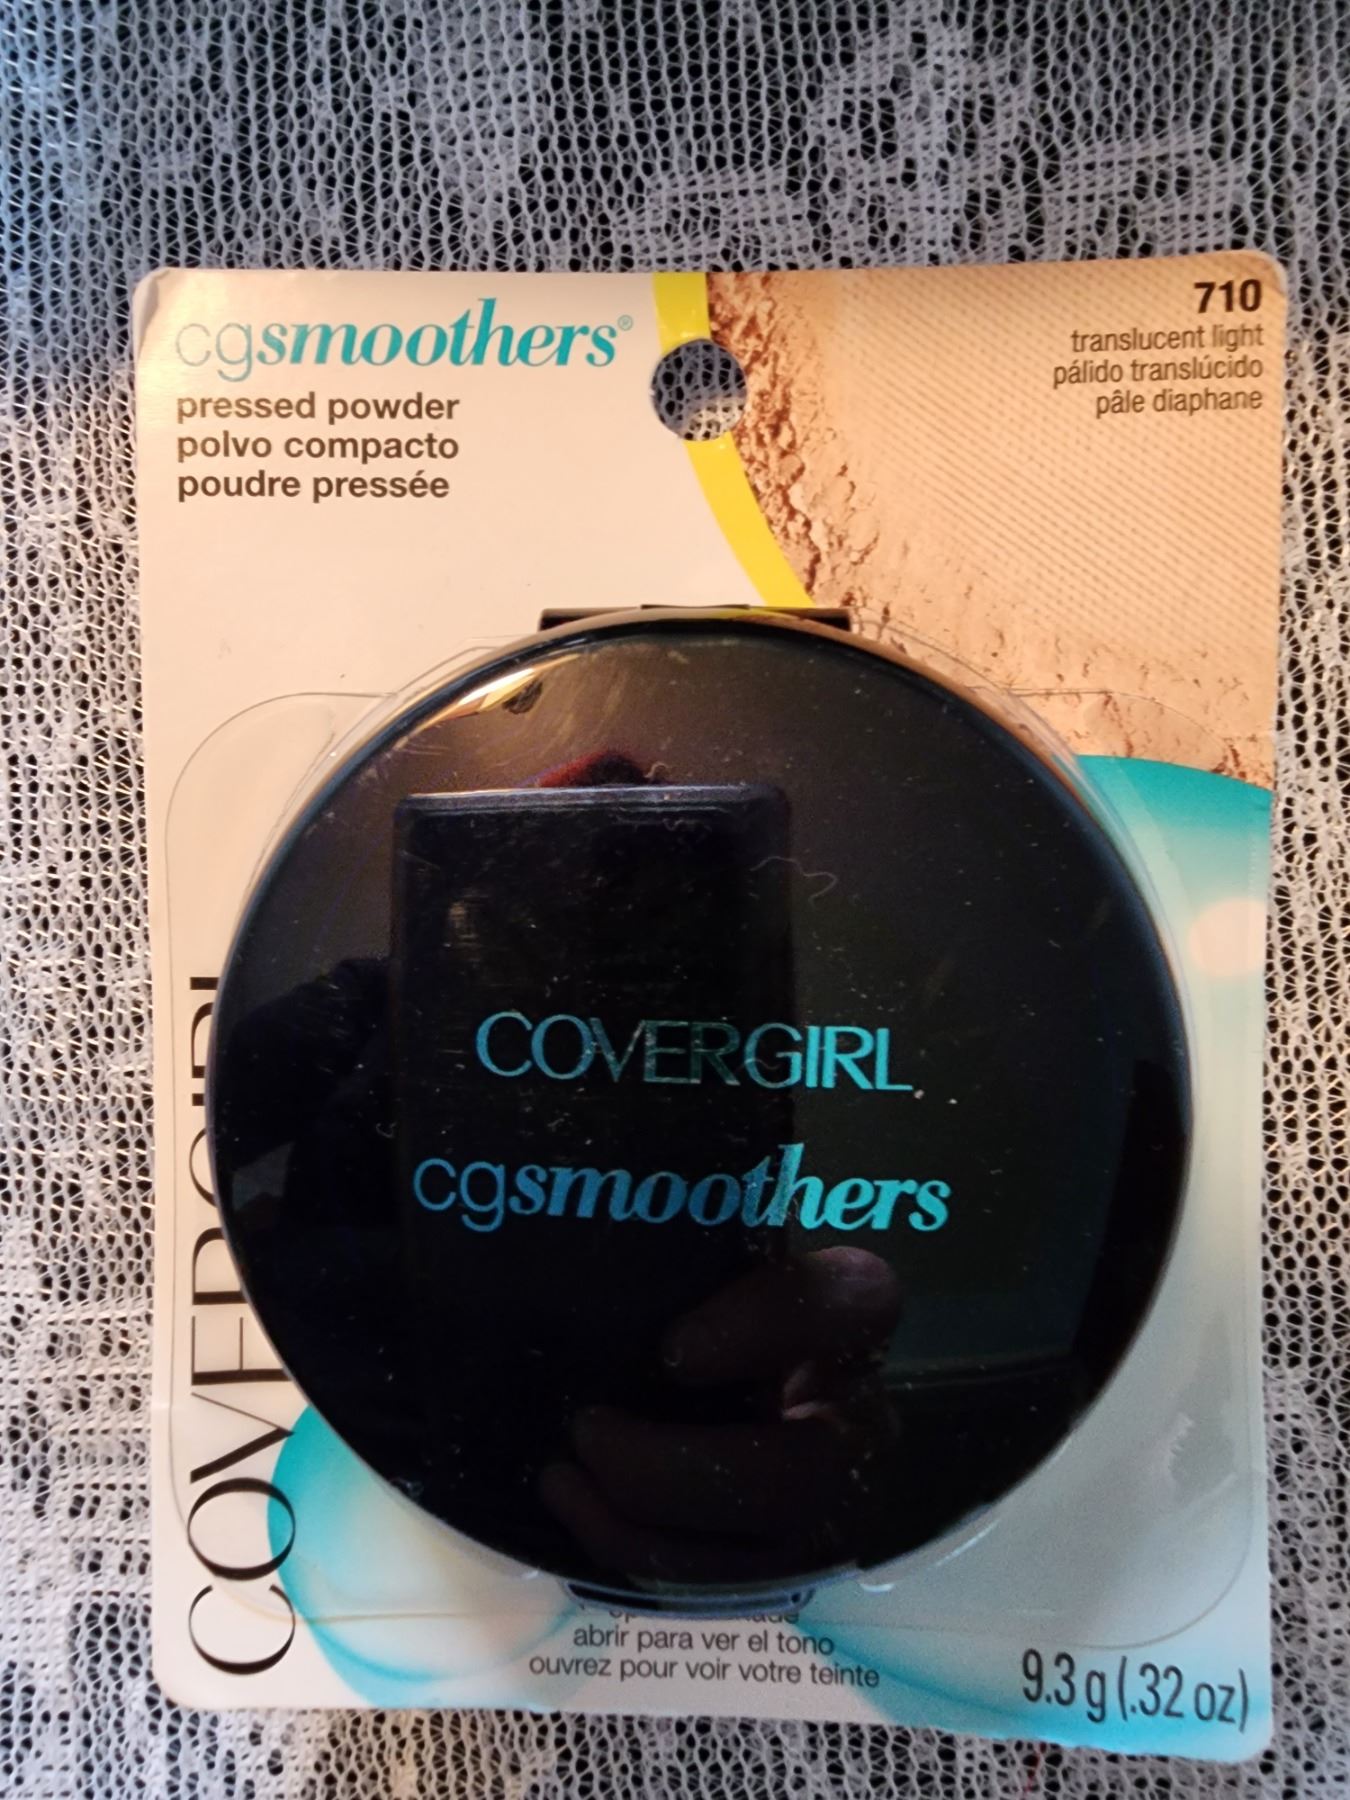 cgsmoothers®
pressed powder
polvo compacto
poudre pressée
710
translucent light
pálido translúcido
pâle diaphane
COVERGIRL
cgsmoothers
COVERGIRL
abrir para ver el tono
ouvrez pour voir votre teinte
9.3 g (.32 oz)